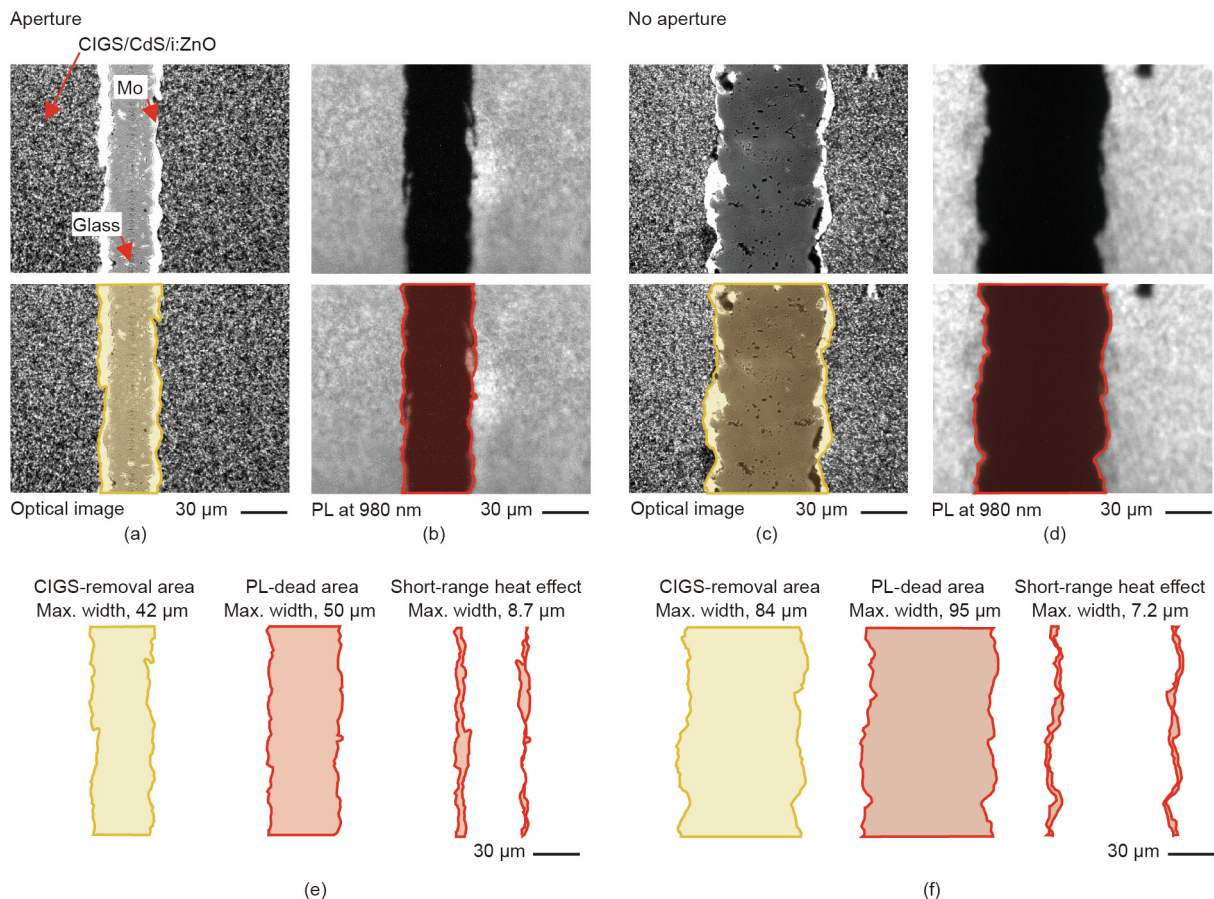 Aperture
No aperture
CIGS/CdS/i:ZnO
Mo
Glass
Optical image
30 µm
(a)
PL at 980 nm
30 µm
(b)
Optical image
30 µm
(c)
PL at 980 nm
30 µm
(d)
CIGS-removal area
Max. width, 42 µm
PL-dead area
Max. width, 50 µm
Short-range heat effect
Max. width, 8.7 µm
30 µm
(e)
CIGS-removal area
Max. width, 84 µm
PL-dead area
Max. width, 95 µm
Short-range heat effect
Max. width, 7.2 µm
30 µm
(f)